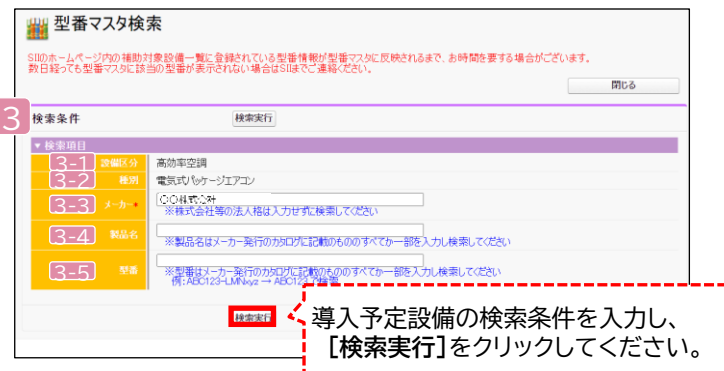 型番マスタ検索
SIIのホームページ内の補助対象設備一覧に登録されている型番情報が型番マスタに反映されるまで、お時間を要する場合がございます。
数日経っても型番マスタに該当の型番が表示されない場合はSIIまでご連絡ください。
閉じる
3 検索条件 検索実行
▼検索項目
3-1 設備区分 高効率空調
3-2 種別 電気式パッケージエアコン
3-3 メーカー* 〇〇株式会社
※株式会社等の法人格は入力せずに検索してください
3-4 製品名
※製品名はメーカー発行のカタログに記載のもののすべてか一部を入力し検索してください
3-5 型番
※型番はメーカー発行のカタログに記載のもののすべてか一部を入力し検索してください
例:ABC123-LMN-xyz → ABC123 で検索
検索実行
導入予定設備の検索条件を入力し、
[検索実行]をクリックしてください。